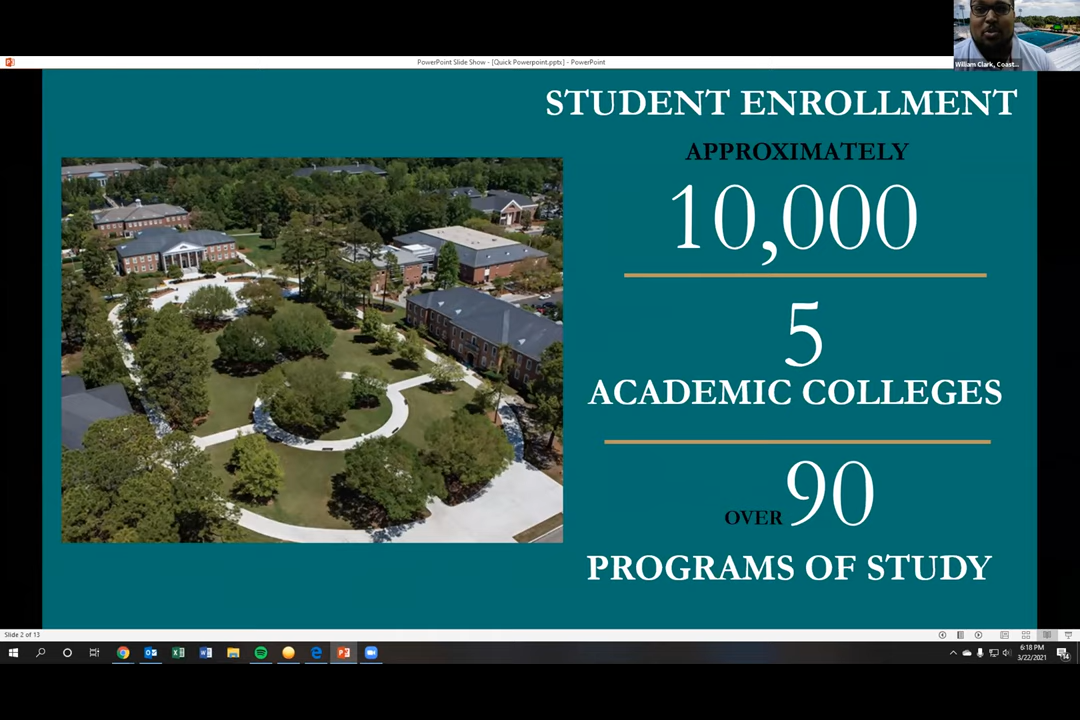 PowerPoint Slide Show - [Quick Powerpoint.pptx] - PowerPoint
William Clark, Coast...
STUDENT ENROLLMENT
APPROXIMATELY
10,000
5
ACADEMIC COLLEGES
OVER 90
PROGRAMS OF STUDY
Slide 2 of 13
6:18 PM
3/22/2021